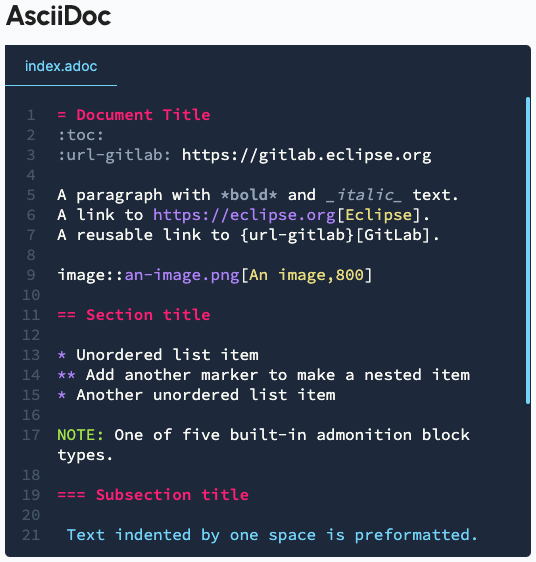 AsciiDoc
index.adoc
1 = Document Title
2 :toc:
3 :url-gitlab: https://gitlab.eclipse.org
4
5 A paragraph with *bold* and _italic_ text.
6 A link to https://eclipse.org[Eclipse].
7 A reusable link to {url-gitlab}[GitLab].
8
9 image::an-image.png[An image,800]
10
11 == Section title
12
13 * Unordered list item
14 ** Add another marker to make a nested item
15 * Another unordered list item
16
17 NOTE: One of five built-in admonition block
types.
18
19 === Subsection title
20
21  Text indented by one space is preformatted.